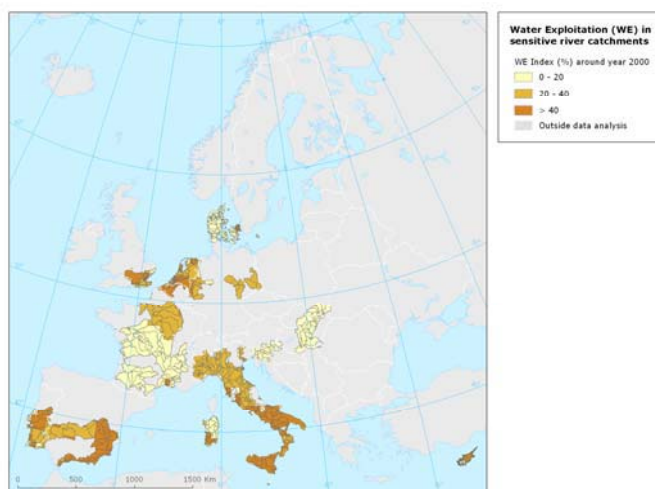 Water Exploitation (WE) in
sensitive river catchments
WE Index (%) around year 2000
0 - 20
20 - 40
> 40
Outside data analysis
0 500 1000 1500 Km